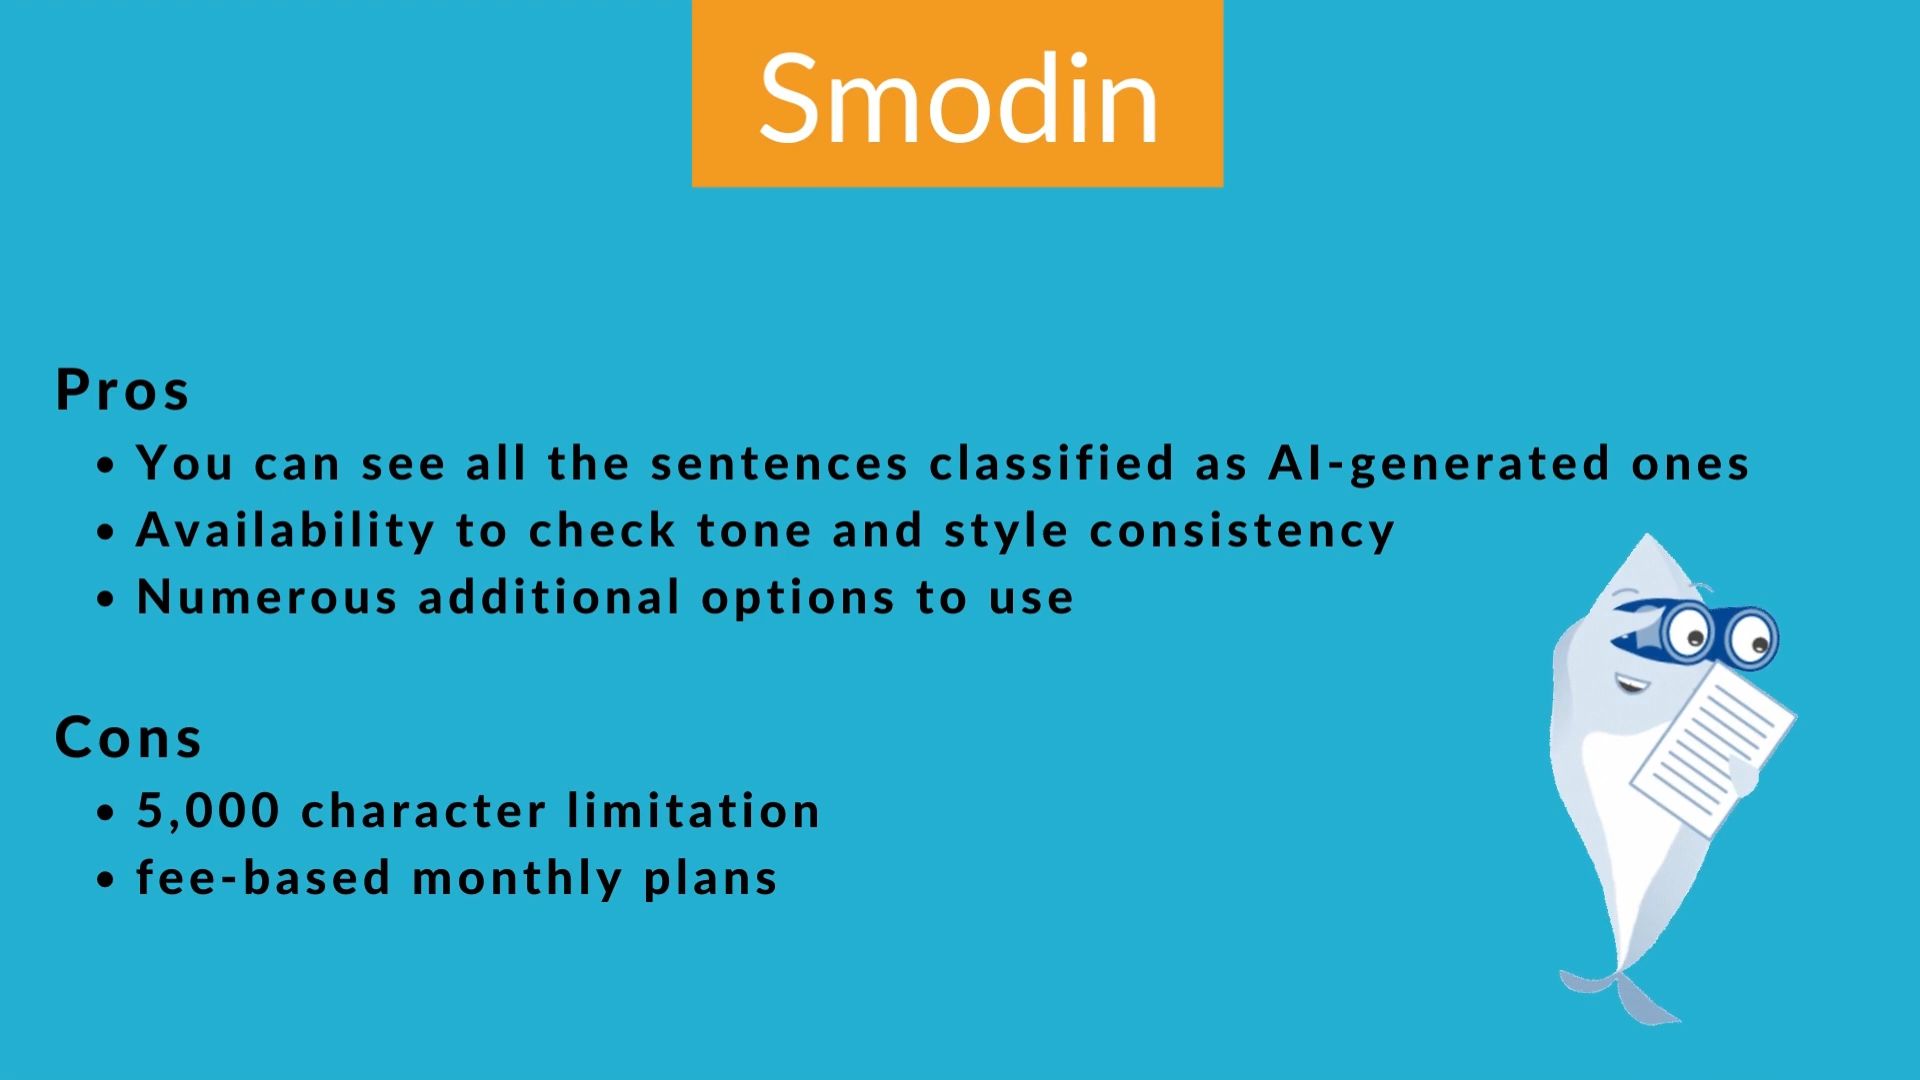 Smodin
Pros
• You can see all the sentences classified as AI-generated ones
• Availability to check tone and style consistency
• Numerous additional options to use
Cons
• 5,000 character limitation
• fee-based monthly plans